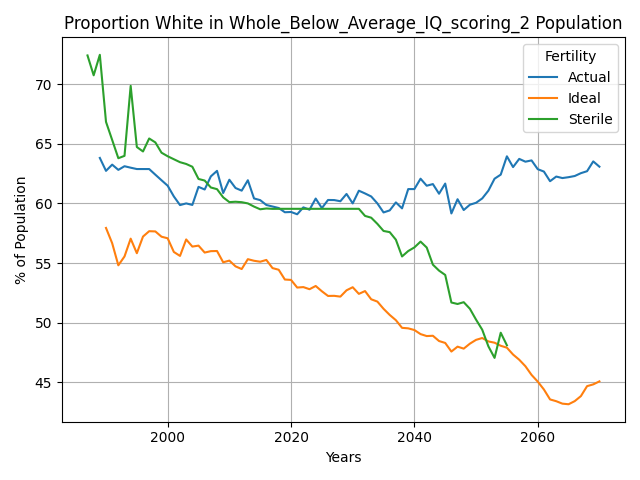 Proportion White in Whole_Below_Average_IQ_scoring_2 Population
Fertility
Actual
Ideal
Sterile
% of Population
70
65
60
55
50
45
2000
2020
2040
2060
Years